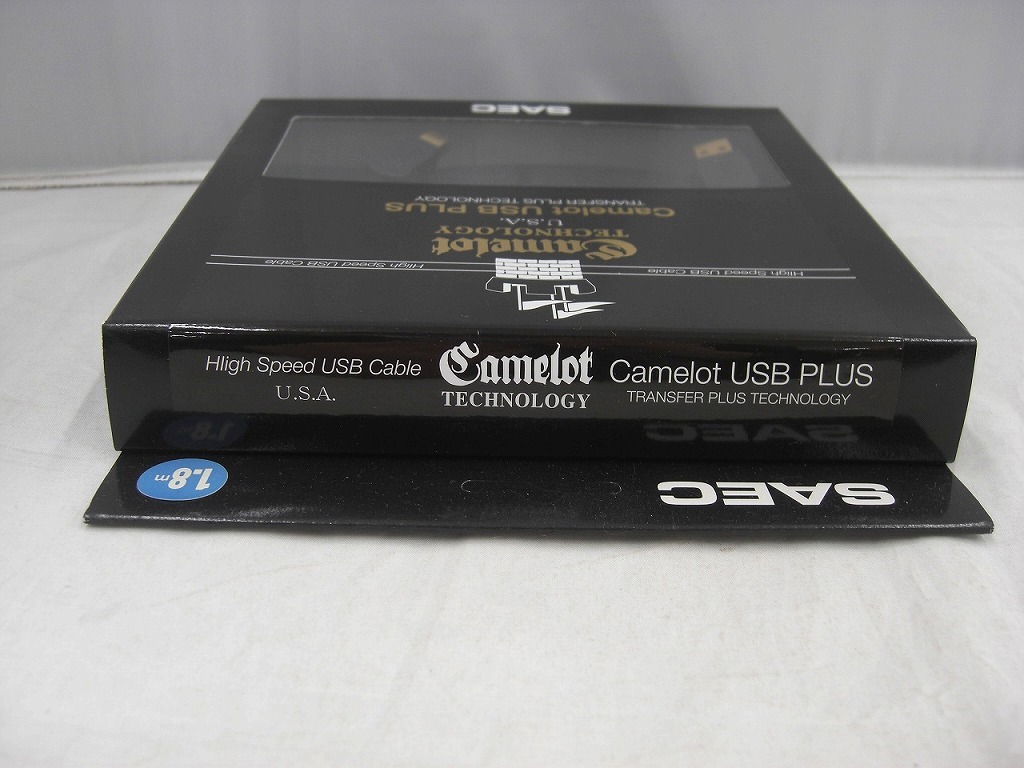 SAEC
TRANSFER PLUS TECHNOLOGY
Camelot USB PLUS
U.S.A.
TECHNOLOGY
Camelot
High Speed USB Cable
High Speed USB Cable
HIigh Speed USB Cable
U.S.A.
Camelot
TECHNOLOGY
Camelot USB PLUS
TRANSFER PLUS TECHNOLOGY
1.8m
SAEC